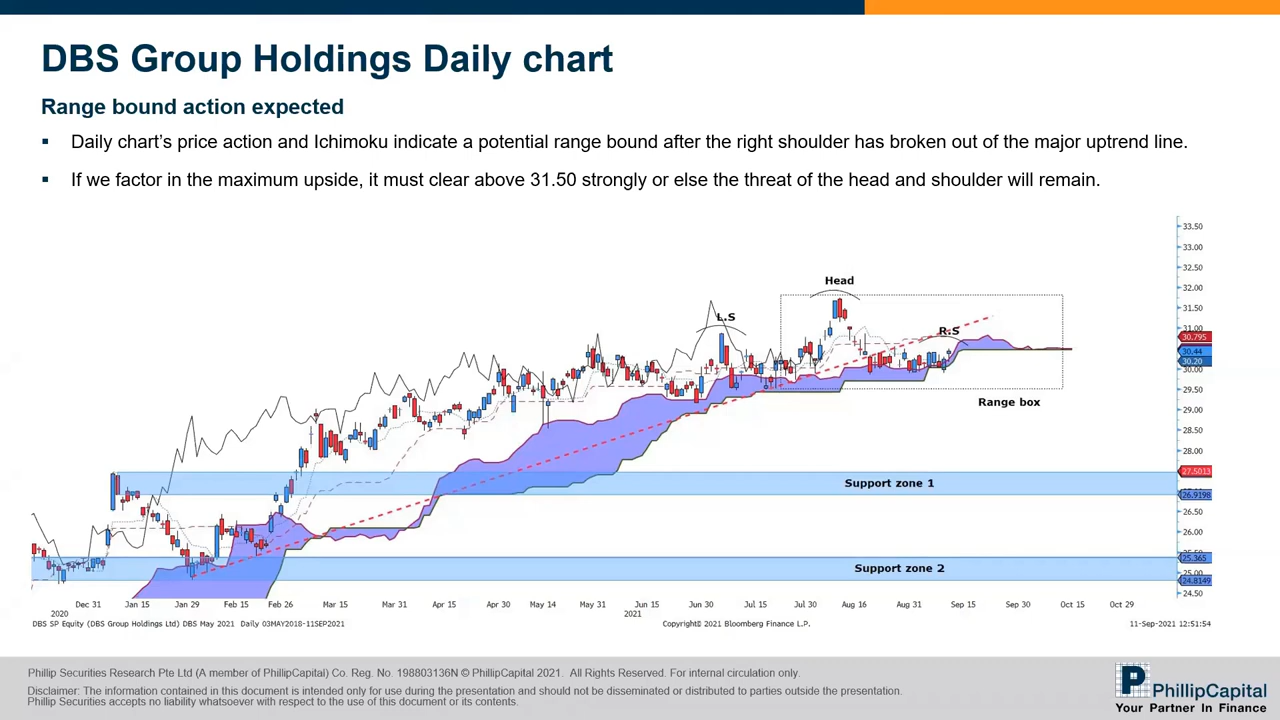 DBS Group Holdings Daily chart
Range bound action expected
▪ Daily chart's price action and Ichimoku indicate a potential range bound after the right shoulder has broken out of the major uptrend line.
▪ If we factor in the maximum upside, it must clear above 31.50 strongly or else the threat of the head and shoulder will remain.
Head
L.S
R.S
Range box
Support zone 1
Support zone 2
33.50
33.00
32.50
32.00
31.50
31.00
30.795
30.44
30.20
30.00
29.50
29.00
28.50
28.00
27.5013
26.9198
26.50
26.00
25.365
25.00
24.8149
24.50
Dec 31 Jan 15 Jan 29 Feb 15 Feb 26 Mar 15 Mar 31 Apr 15 Apr 30 May 14 May 31 Jun 15 Jun 30 Jul 15 Jul 30 Aug 16 Aug 31 Sep 15 Sep 30 Oct 15 Oct 29
2020 2021
DBS SP Equity (DBS Group Holdings Ltd) DBS May 2021 Daily 03MAY2018-11SEP2021 Copyright© 2021 Bloomberg Finance L.P. 11-Sep-2021 12:51:54
Phillip Securities Research Pte Ltd (A member of PhillipCapital) Co. Reg. No. 198803136N © PhillipCapital 2021. All Rights Reserved. For internal circulation only.
Disclaimer: The information contained in this document is intended only for use during the presentation and should not be disseminated or distributed to parties outside the presentation.
Phillip Securities accepts no liability whatsoever with respect to the use of this document or its contents.
PhillipCapital
Your Partner In Finance